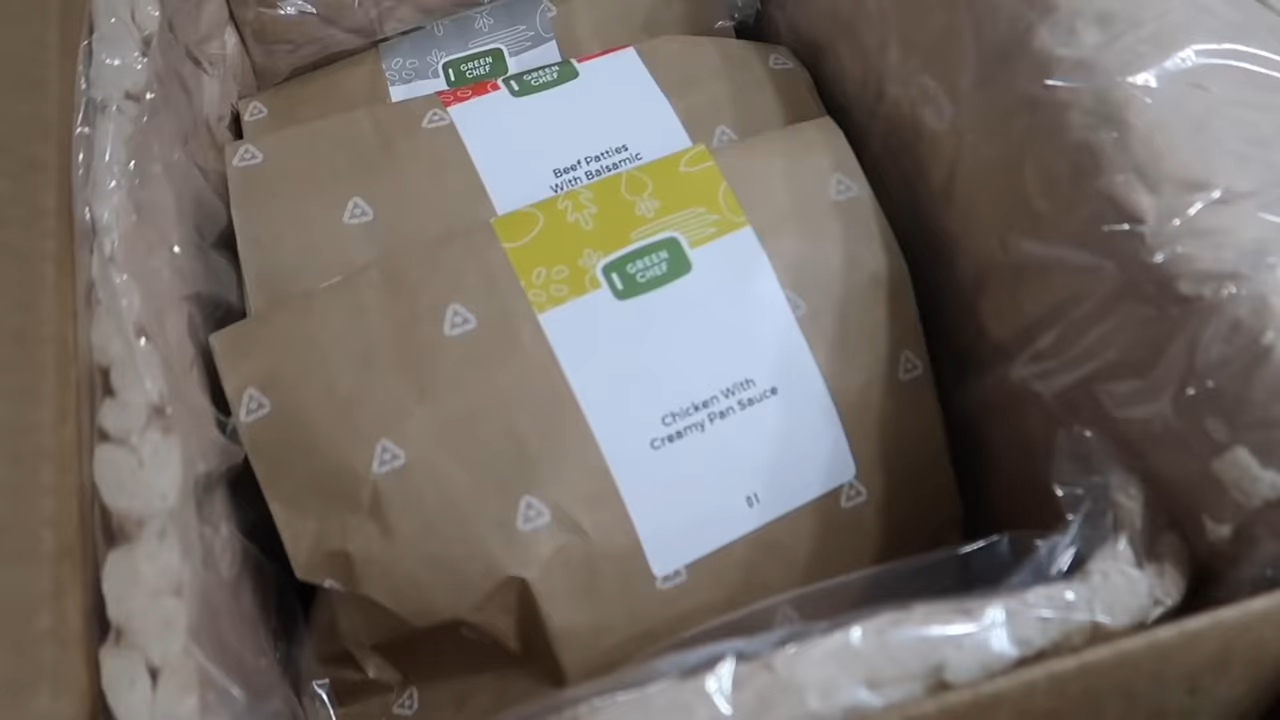 GREEN
CHEF
GREEN
CHEF
Beef Patties
With Balsamic
GREEN
CHEF
Chicken With
Creamy Pan Sauce
01